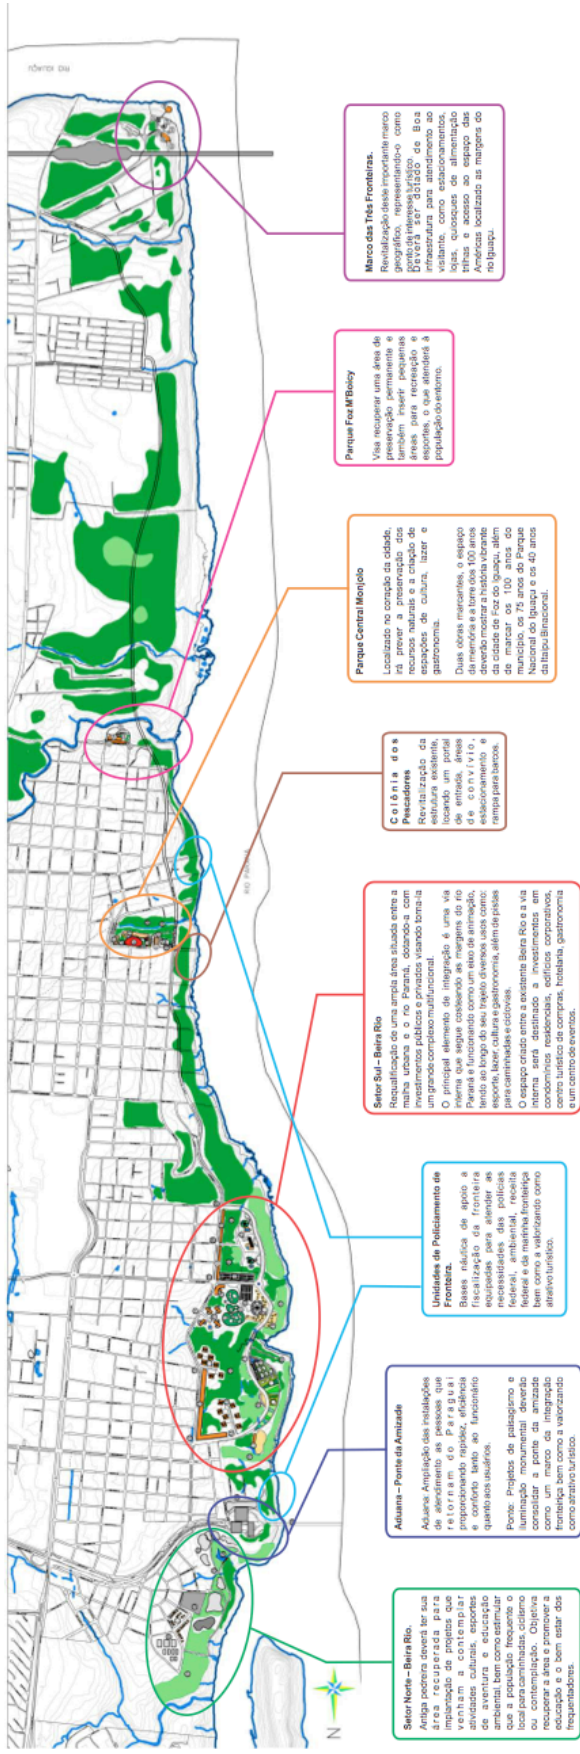 Setor Norte – Beira Rio.
Antiga pedreira deverá ter sua
área recuperada para
implantação de projetos que
venham a contemplar
atividades culturais, esportes
de aventura e educação
ambiental, bem como estimular
que a população frequente o
local para caminhadas, ciclismo
ou contemplação. Objetiva
recuperar área e promover a
educação e o bem estar dos
frequentadores.
Aduana – Ponte da Amizade
Aduana: Ampliação das instalações
de atendimento as pessoas que
retornam do Paraguai
proporcionando rapidez, eficiência
e conforto tanto ao funcionário
quanto aos usuários.
Ponte: Projetos de paisagismo e
iluminação monumental deverão
consolidar a ponte da amizade
como um marco da integração
fronteiriça bem como a valorizando
como atrativo turístico.
Unidades de Policiamento de
Fronteira.
Bases náutica de apoio a
fiscalização da fronteira
equipadas para atender as
necessidades das polícias
federal, ambiental, receita
federal e da marinha fronteiriça
bem como a valorizando como
atrativo turístico.
Setor Sul – Beira Rio
Requalificação de uma ampla área situada entre a
malha urbana e o rio Paraná, dotando-a com
investimentos públicos e privados visando torna-la
um grande complexo multifuncional.
O principal elemento de integração é uma via
interna que segue costeando as margens do rio
Paraná e funcionando como um eixo de animação,
tendo ao longo do seu trajeto diversos usos como:
esporte, lazer, cultura e gastronomia, além de pistas
para caminhadas e ciclovias.
O espaço criado entre a existente Beira Rio e a via
interna será destinado a investimentos em
condomínios residenciais, edifícios corporativos,
centro turístico de compras, hotelaria, gastronomia
e um centro de eventos.
Colônia dos
Pescadores
Revitalização da
estrutura existente,
locando um portal
de entrada, áreas
de convívio,
estacionamento e
rampa para barcos.
Parque Central Monjolo
Localizado no coração da cidade,
irá prever a preservação dos
recursos naturais e a criação de
espações de cultura, lazer e
gastronomia.
Duas obras marcantes, o espaço
da memória e a torre dos 100 anos
deverão mostrar a história vibrante
da cidade de Foz do Iguaçu, além
de marcar os 100 anos do
município, os 75 anos do Parque
Nacional do Iguaçu e os 40 anos
da Itaipu Binacional.
Parque Foz M'Boicy
Visa recuperar uma área de
preservação permanente e
também inserir pequenas
áreas para recreação e
esportes, o que atenderá à
população do entorno.
Marco das Três Fronteiras.
Revitalização deste importante marco
geográfico, representando-o como
ponto de interesse turístico.
Deverá ser dotado de Boa
infraestrutura para atendimento ao
visitante, como estacionamentos,
lojas, quiosques de alimentação
trilhas e acesso ao espaço das
Américas localizado as margens do
rio Iguaçu.
RIO PARANÁ
RIO IGUAÇU
N